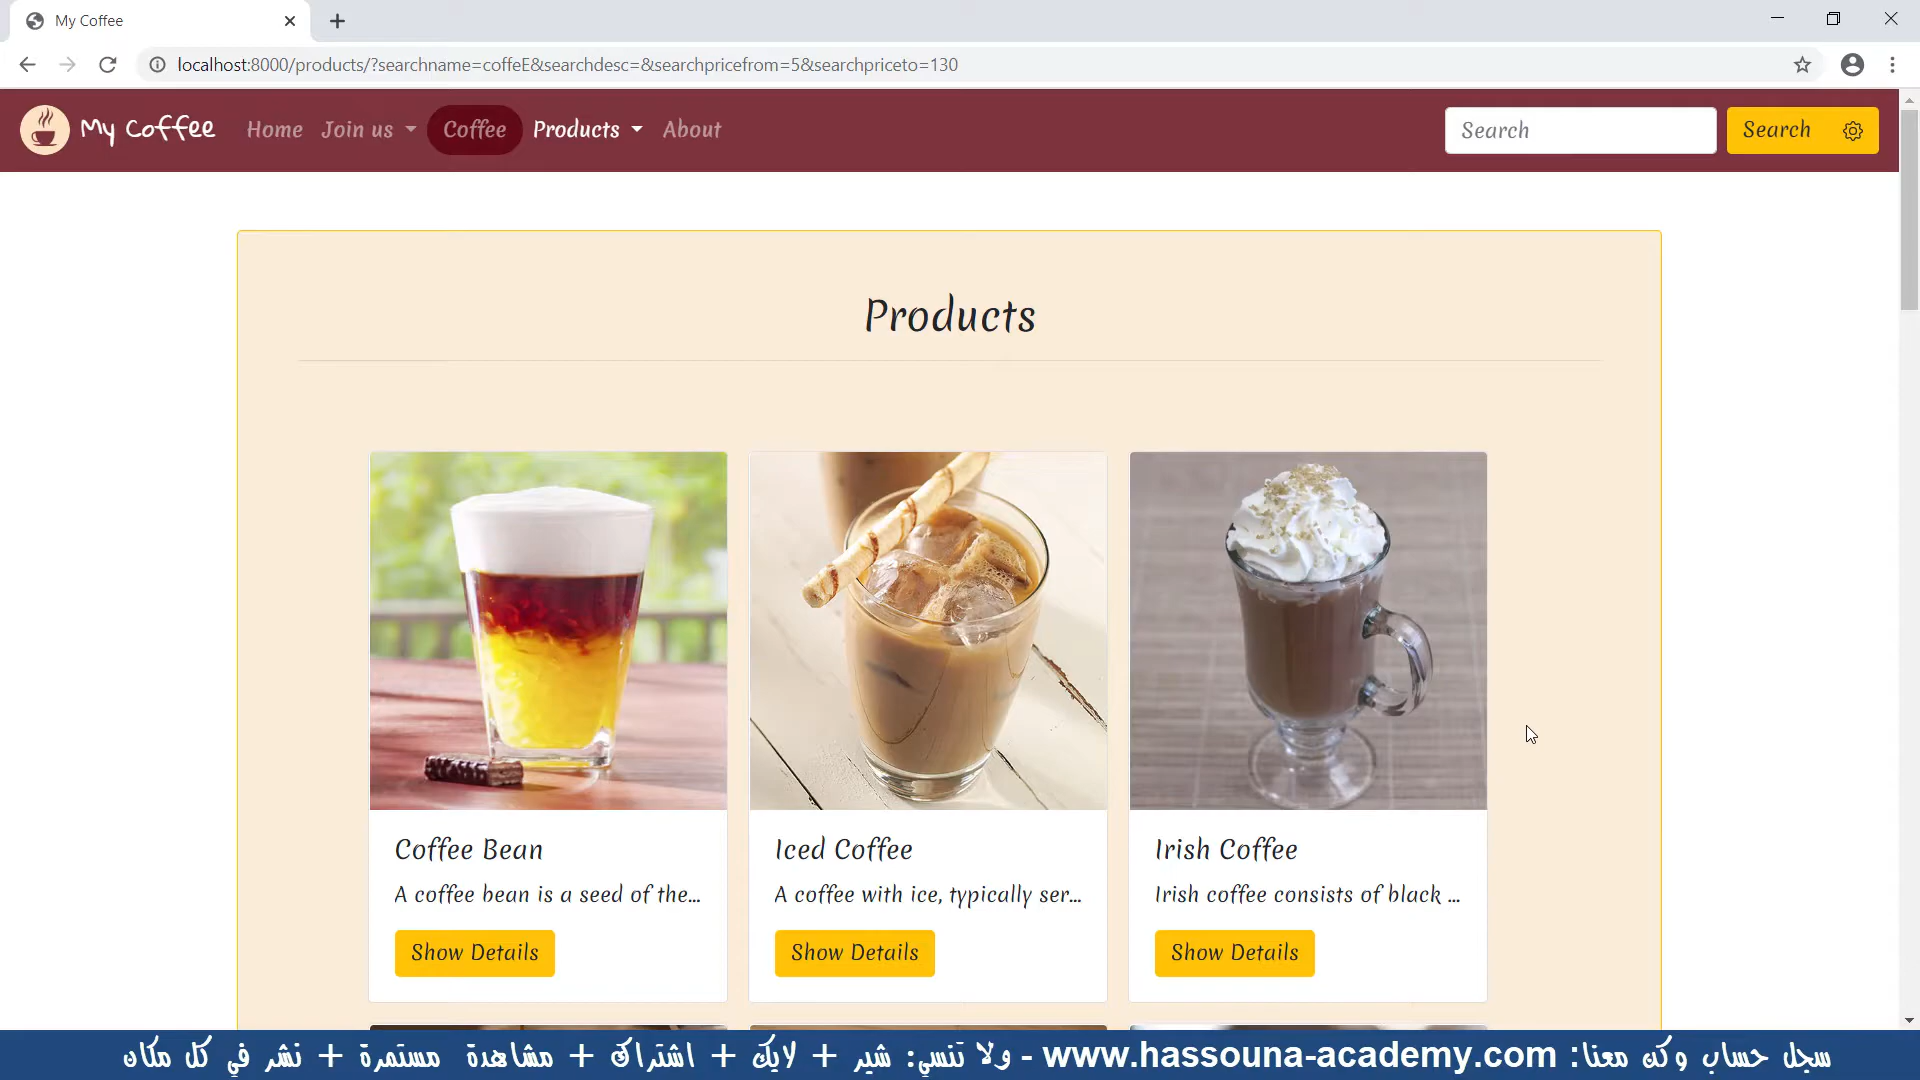 My Coffee
localhost:8000/products/?searchname=coffeE&searchdesc=&searchpricefrom=5&searchpriceto=130
My Coffee Home Join us Coffee Products About Search Search
Products
Coffee Bean
A coffee bean is a seed of the...
Show Details
Iced Coffee
A coffee with ice, typically ser...
Show Details
Irish Coffee
Irish coffee consists of black ...
Show Details
سجل حساب وكن معنا: www.hassouna-academy.com - ولا تنسي: شير + لايك + اشتراك + مشاهدة مستمرة + نشر في كل مكان